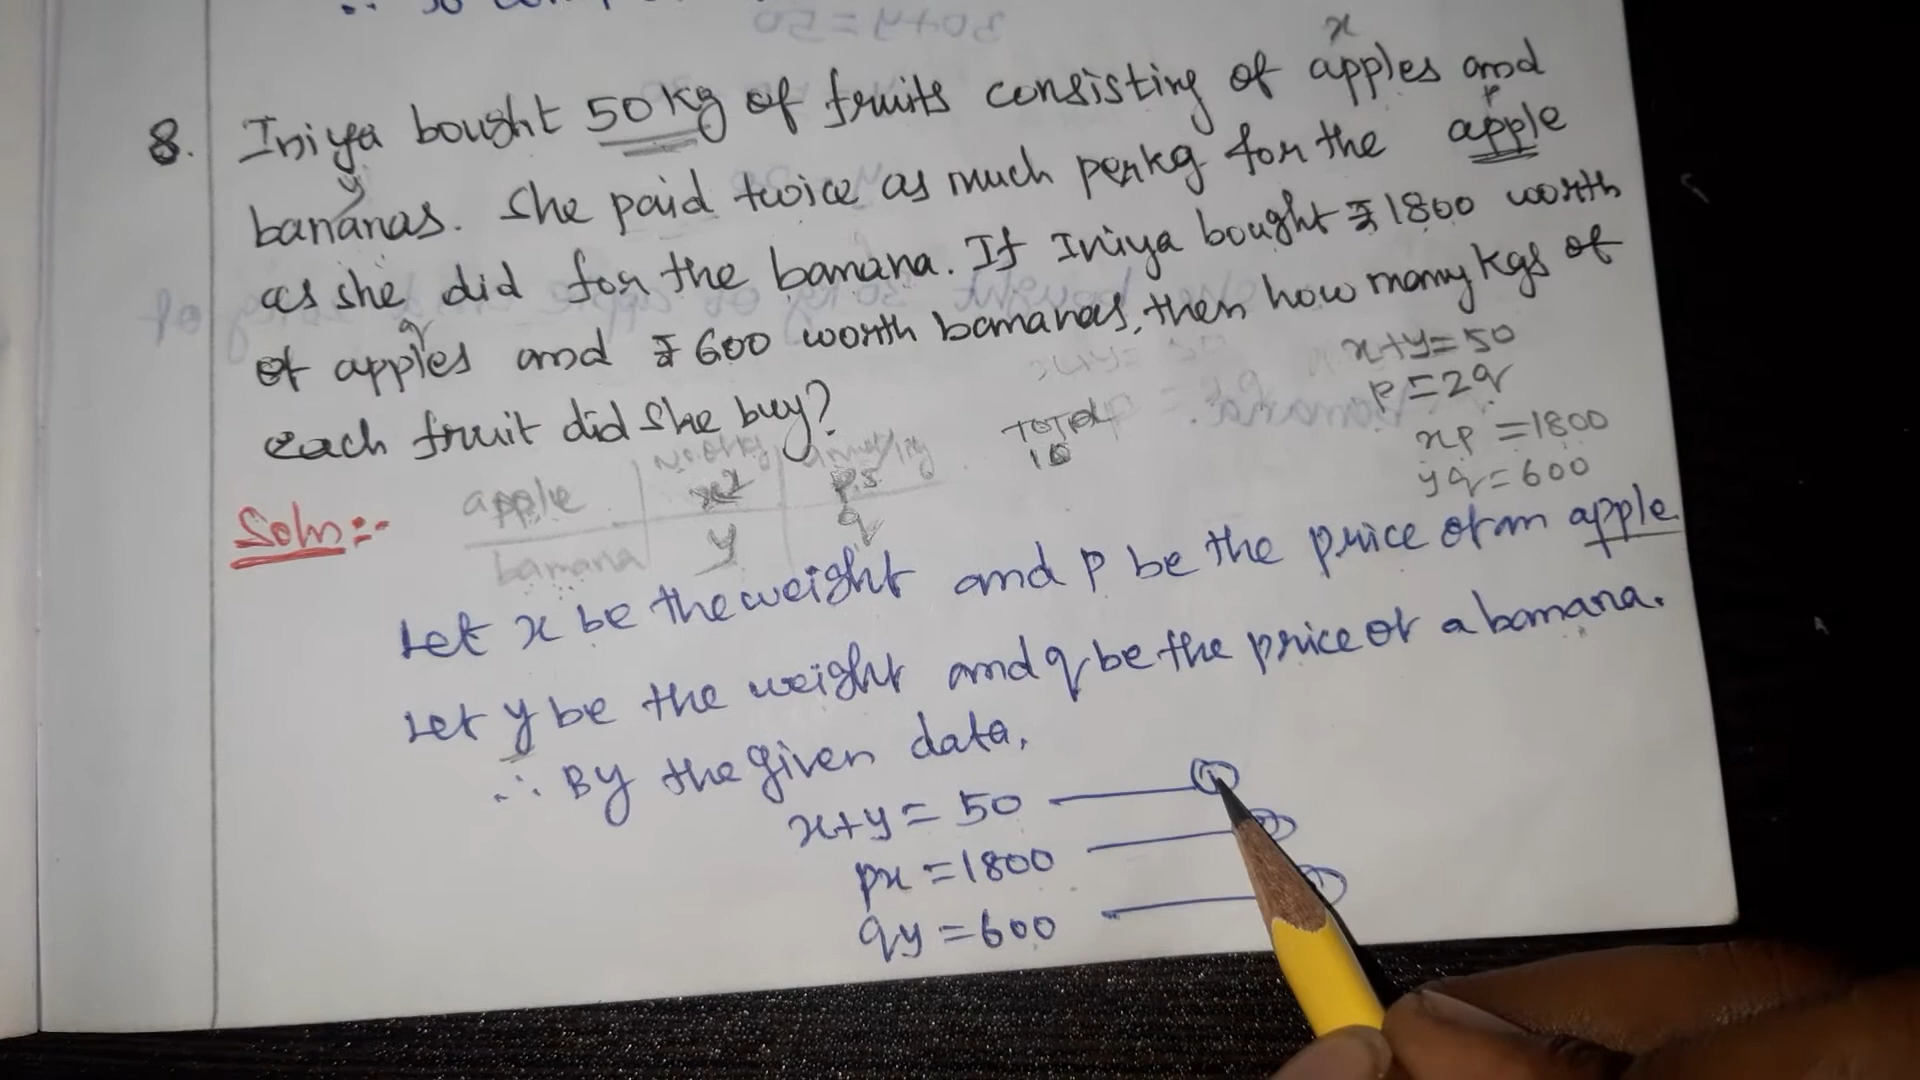 x
8. Iniya bought 50 kg of fruits consisting of apples and
y p
bananas. She paid twice as much per kg for the apple
as she did for the banana. If Iniya bought ₹1800 worth
q
of apples and ₹600 worth bananas, then how many kgs of
each fruit did she buy?
x+y=50
p=2q
xp=1800
yq=600
TOTAL
10
apple
banana y q
Soln:-
Let x be the weight and p be the price of an apple
Let y be the weight and q be the price of a banana.
∴ By the given data,
x+y=50
px=1800
qy=600